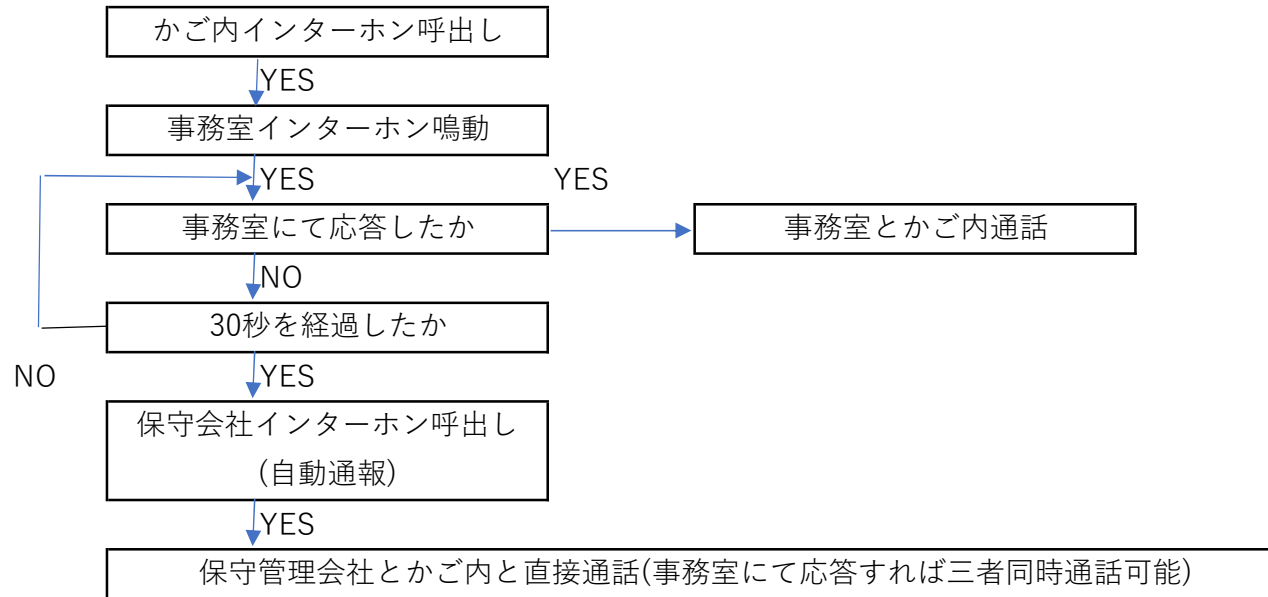 かご内インターホン呼出し
YES
事務室インターホン鳴動
YES
YES
事務室にて応答したか
事務室とかご内通話
NO
30秒を経過したか
NO
YES
保守会社インターホン呼出し
(自動通報)
YES
保守管理会社とかご内と直接通話(事務室にて応答すれば三者同時通話可能)